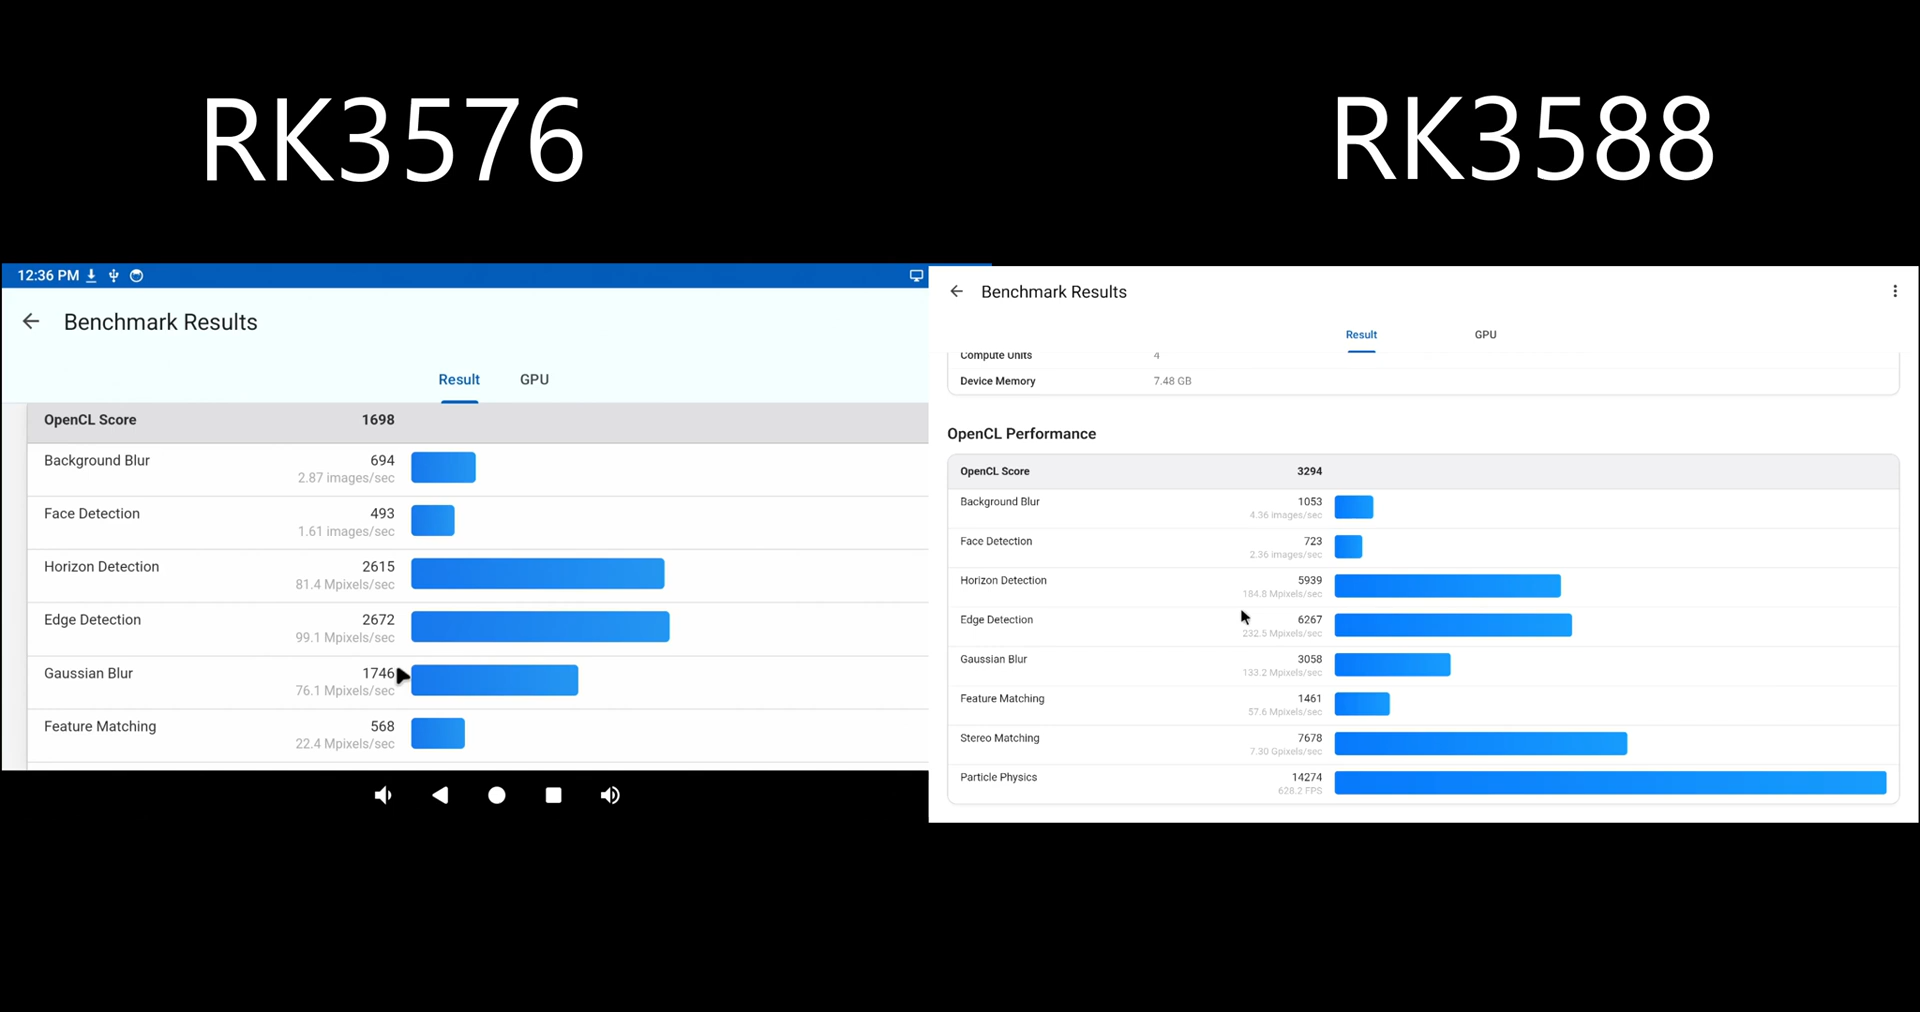 RK3576
RK3588
12:36 PM
Benchmark Results
Result GPU
OpenCL Score 1698
Background Blur 694
2.87 images/sec
Face Detection 493
1.61 images/sec
Horizon Detection 2615
81.4 Mpixels/sec
Edge Detection 2672
99.1 Mpixels/sec
Gaussian Blur 1746
76.1 Mpixels/sec
Feature Matching 568
22.4 Mpixels/sec
Benchmark Results
Result GPU
Compute Units 4
Device Memory 7.48 GB
OpenCL Performance
OpenCL Score 3294
Background Blur 1053
4.36 images/sec
Face Detection 723
2.36 images/sec
Horizon Detection 5939
184.8 Mpixels/sec
Edge Detection 6267
232.5 Mpixels/sec
Gaussian Blur 3058
133.2 Mpixels/sec
Feature Matching 1461
57.6 Mpixels/sec
Stereo Matching 7678
7.30 Gpixels/sec
Particle Physics 14274
628.2 FPS